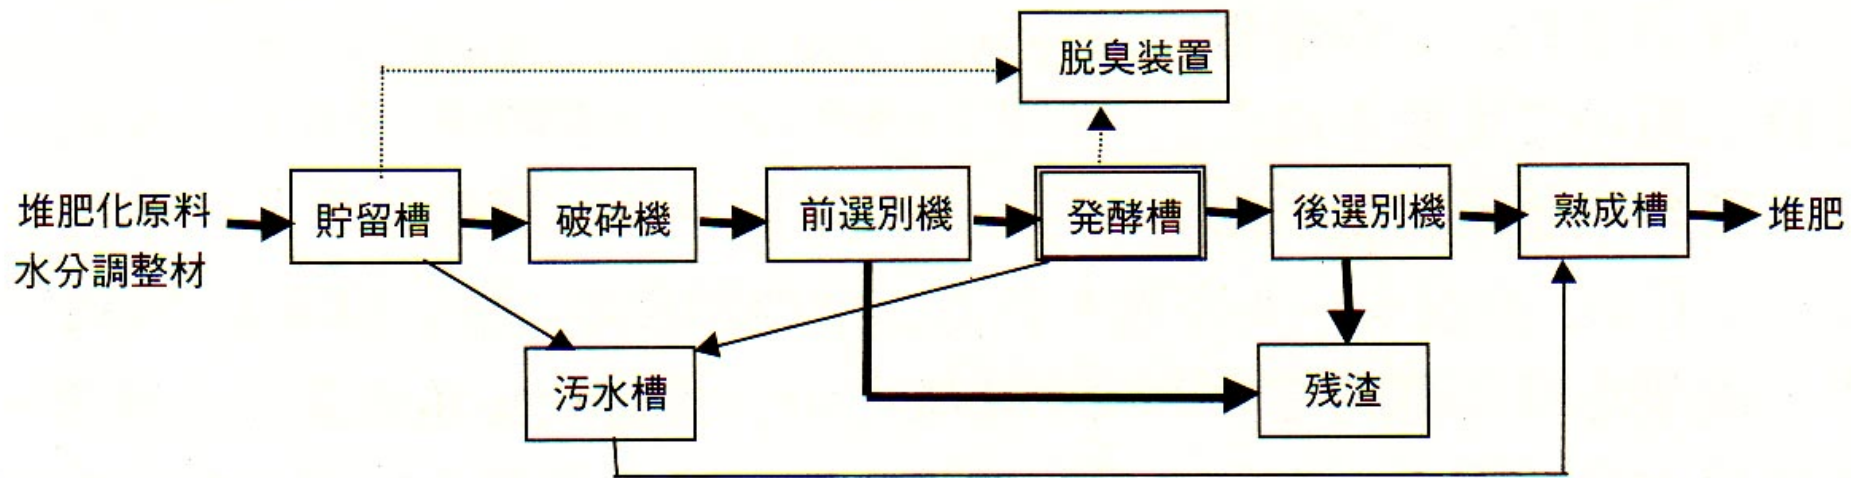 脱臭装置
堆肥化原料
水分調整材
貯留槽
破砕機
前選別機
発酵槽
後選別機
熟成槽
堆肥
汚水槽
残渣